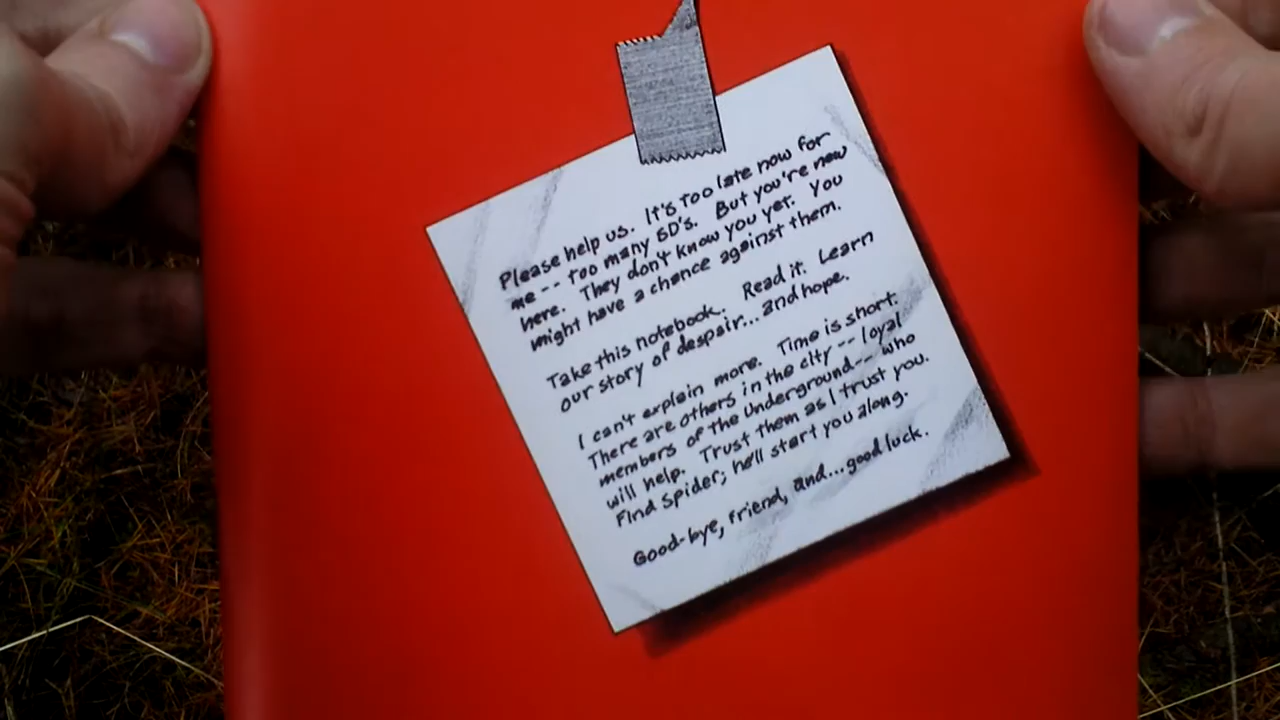 Please help us. It's too late now for
me -- too many SD's. But you're new
here. They don't know you yet. You
might have a chance against them.
Take this notebook. Read it. Learn
our story of despair... and hope.
I can't explain more. Time is short.
There are others in the city -- loyal
members of the Underground -- who
will help. Trust them as I trust you.
Find Spider; he'll start you along.
Good-bye, friend, and... good luck.